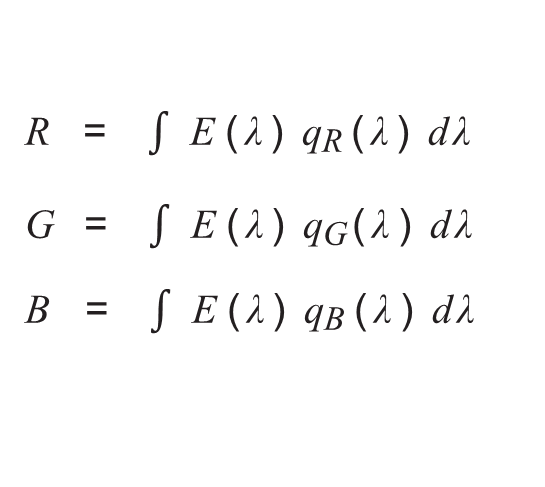 R = ∫ E(λ) q_R(λ) dλ
G = ∫ E(λ) q_G(λ) dλ
B = ∫ E(λ) q_B(λ) dλ